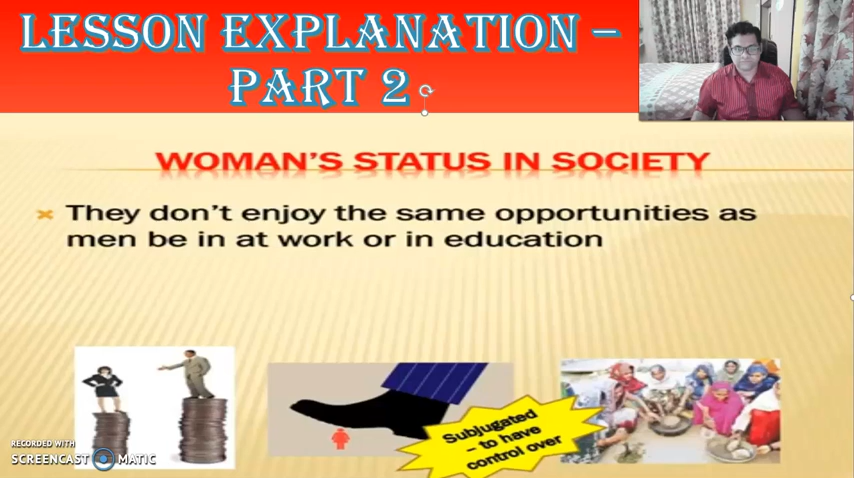 LESSON EXPLANATION –
PART 2
WOMAN'S STATUS IN SOCIETY
They don't enjoy the same opportunities as
men be in at work or in education
Subjugated
– to have
control over
RECORDED WITH
SCREENCAST MATIC